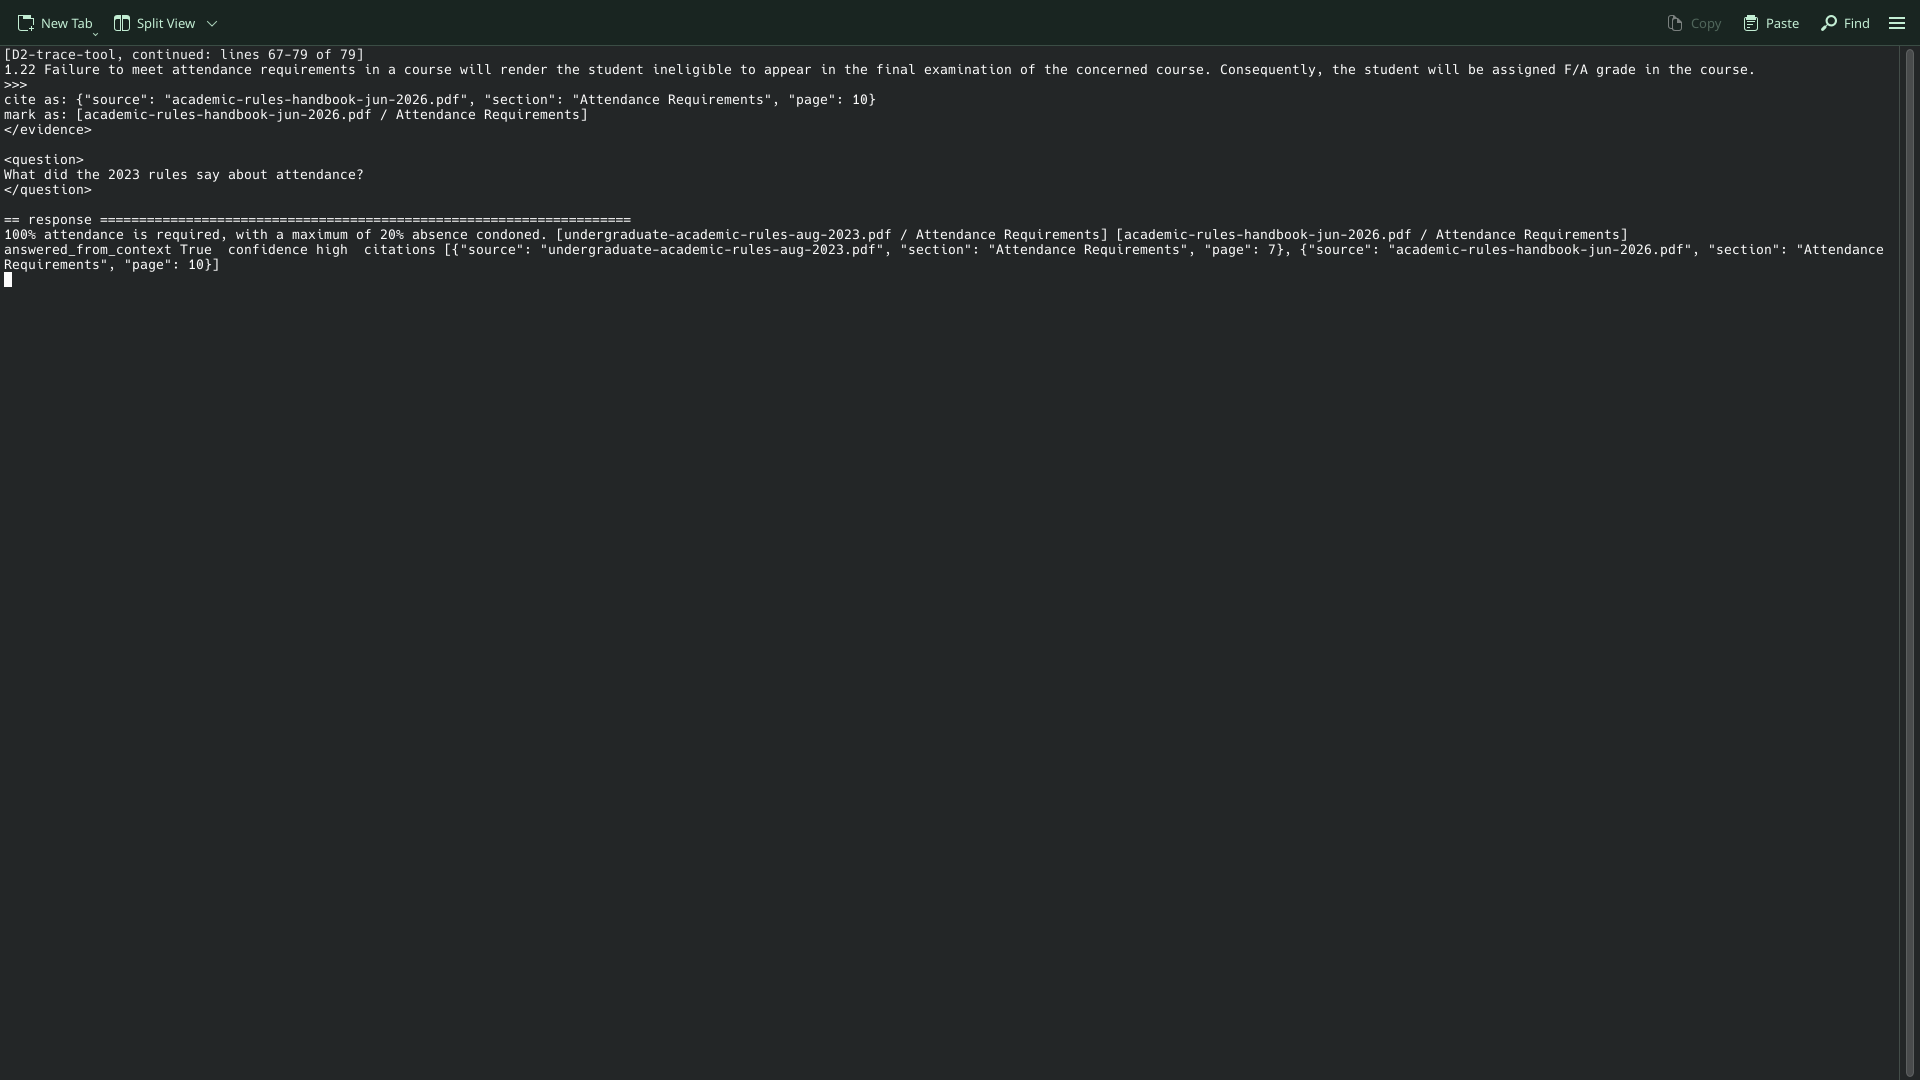 New Tab
Split View
Copy
Paste
Find
[D2-trace-tool, continued: lines 67-79 of 79]
1.22 Failure to meet attendance requirements in a course will render the student ineligible to appear in the final examination of the concerned course. Consequently, the student will be assigned F/A grade in the course.
>>>
cite as: {"source": "academic-rules-handbook-jun-2026.pdf", "section": "Attendance Requirements", "page": 10}
mark as: [academic-rules-handbook-jun-2026.pdf / Attendance Requirements]
</evidence>
<question>
What did the 2023 rules say about attendance?
</question>
== response ==================================================================
100% attendance is required, with a maximum of 20% absence condoned. [undergraduate-academic-rules-aug-2023.pdf / Attendance Requirements] [academic-rules-handbook-jun-2026.pdf / Attendance Requirements]
answered_from_context True  confidence high  citations [{"source": "undergraduate-academic-rules-aug-2023.pdf", "section": "Attendance Requirements", "page": 7}, {"source": "academic-rules-handbook-jun-2026.pdf", "section": "Attendance
Requirements", "page": 10}]